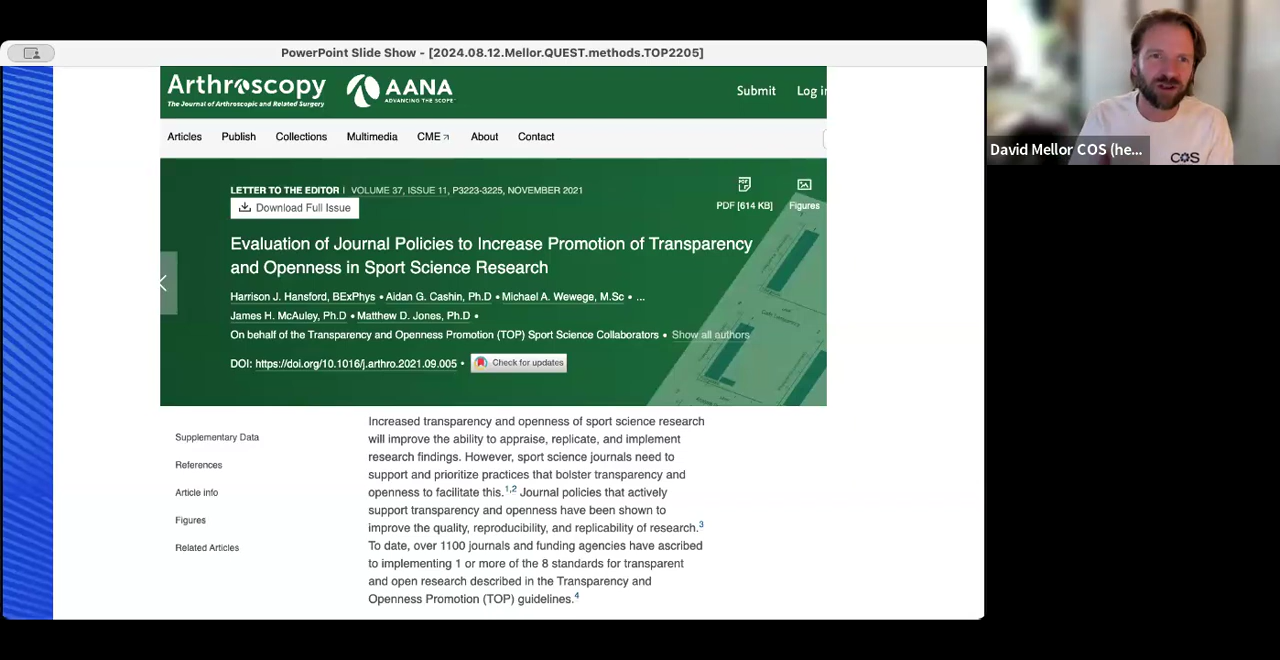 PowerPoint Slide Show - [2024.08.12.Mellor.QUEST.methods.TOP2205]
Arthroscopy
The Journal of Arthroscopic and Related Surgery
AANA
ADVANCING THE SCOPE
Submit
Log in
Articles
Publish
Collections
Multimedia
CME
About
Contact
LETTER TO THE EDITOR | VOLUME 37, ISSUE 11, P3223-3225, NOVEMBER 2021
Download Full Issue
PDF [614 KB]
Figures
Evaluation of Journal Policies to Increase Promotion of Transparency
and Openness in Sport Science Research
Harrison J. Hansford, BExPhys • Aidan G. Cashin, Ph.D • Michael A. Wewege, M.Sc • ...
James H. McAuley, Ph.D • Matthew D. Jones, Ph.D •
On behalf of the Transparency and Openness Promotion (TOP) Sport Science Collaborators • Show all authors
DOI: https://doi.org/10.1016/j.arthro.2021.09.005 •
Check for updates
Supplementary Data
References
Article info
Figures
Related Articles
Increased transparency and openness of sport science research
will improve the ability to appraise, replicate, and implement
research findings. However, sport science journals need to
support and prioritize practices that bolster transparency and
openness to facilitate this.1,2 Journal policies that actively
support transparency and openness have been shown to
improve the quality, reproducibility, and replicability of research.3
To date, over 1100 journals and funding agencies have ascribed
to implementing 1 or more of the 8 standards for transparent
and open research described in the Transparency and
Openness Promotion (TOP) guidelines.4
David Mellor COS (he...
COS